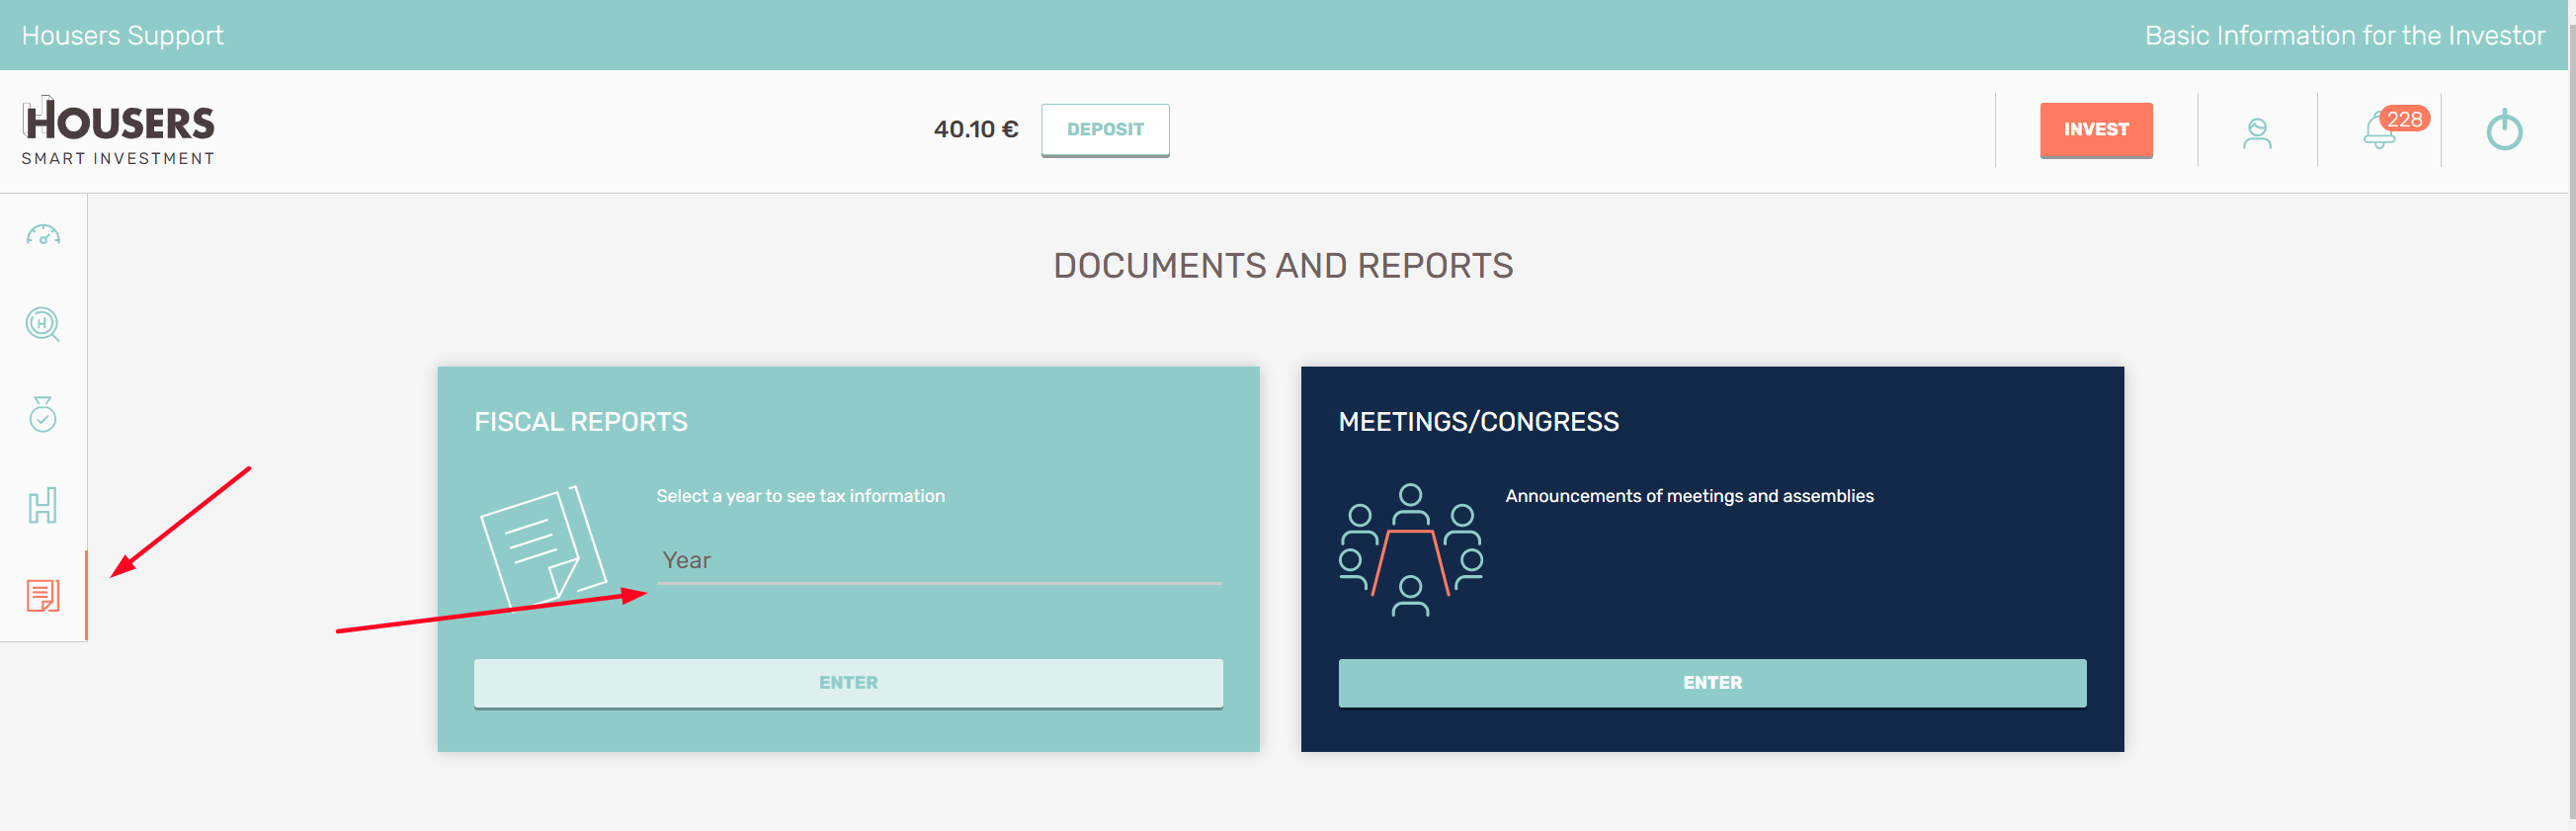 Housers Support
Basic Information for the Investor
HOUSERS
SMART INVESTMENT
40.10 €
DEPOSIT
INVEST
228
DOCUMENTS AND REPORTS
FISCAL REPORTS
Select a year to see tax information
Year
ENTER
MEETINGS/CONGRESS
Announcements of meetings and assemblies
ENTER